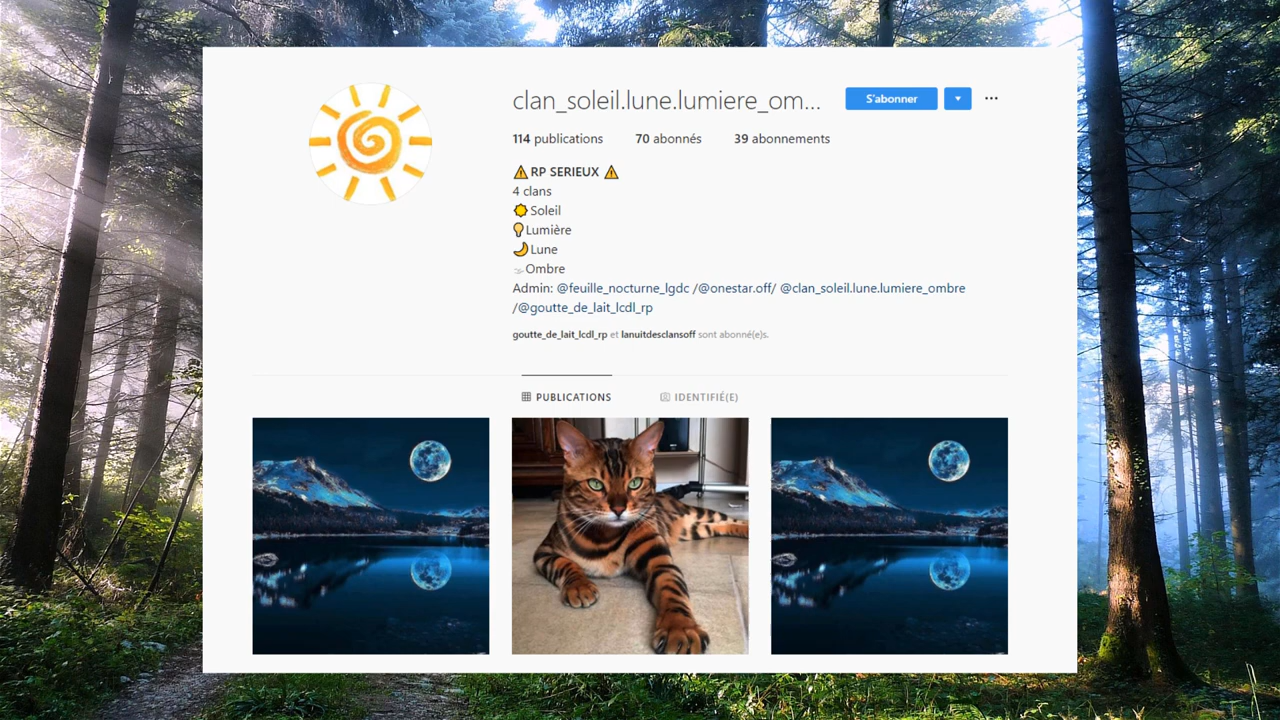 clan_soleil.lune.lumiere_om...
S'abonner
114 publications 70 abonnés 39 abonnements
⚠️RP SERIEUX ⚠️
4 clans
Soleil
Lumière
🌙Lune
Ombre
Admin: @feuille_nocturne_lgdc /@onestar.off/ @clan_soleil.lune.lumiere_ombre
/@goutte_de_lait_lcdl_rp
goutte_de_lait_lcdl_rp et lanuitdesclansoff sont abonné(e)s.
PUBLICATIONS IDENTIFIÉ(E)